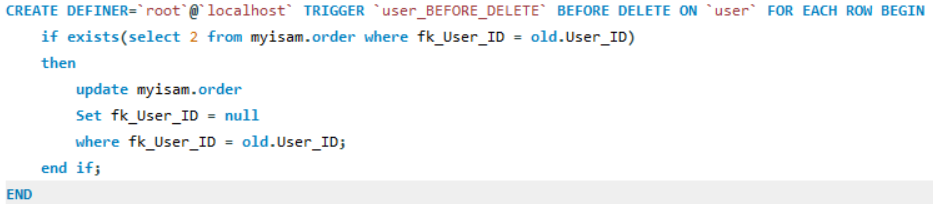 CREATE DEFINER=`root`@`localhost` TRIGGER `user_BEFORE_DELETE` BEFORE DELETE ON `user` FOR EACH ROW BEGIN
if exists(select 2 from myisam.order where fk_User_ID = old.User_ID)
then
update myisam.order
Set fk_User_ID = null
where fk_User_ID = old.User_ID;
end if;
END